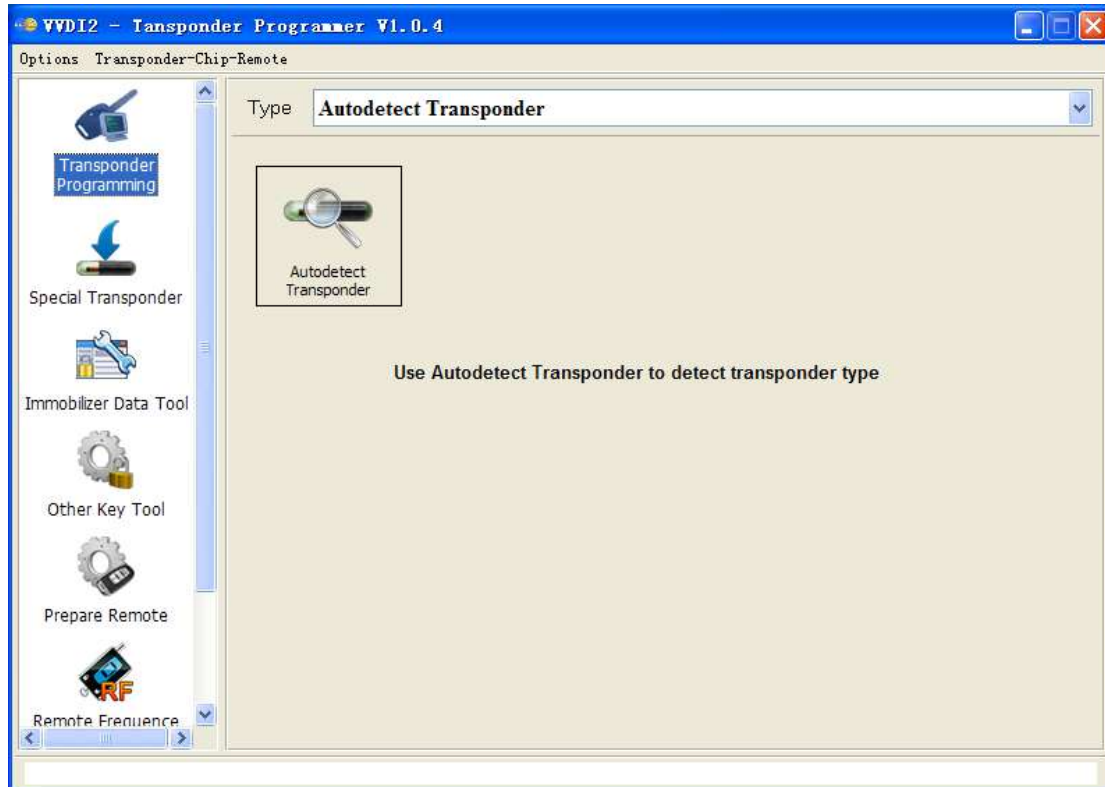 VVDI2 - Tansponder Programmer V1.0.4
Options Transponder-Chip-Remote
Transponder
Programming
Special Transponder
Immobilizer Data Tool
Other Key Tool
Prepare Remote
RF
Remote Frequence
Type Autodetect Transponder
Autodetect
Transponder
Use Autodetect Transponder to detect transponder type